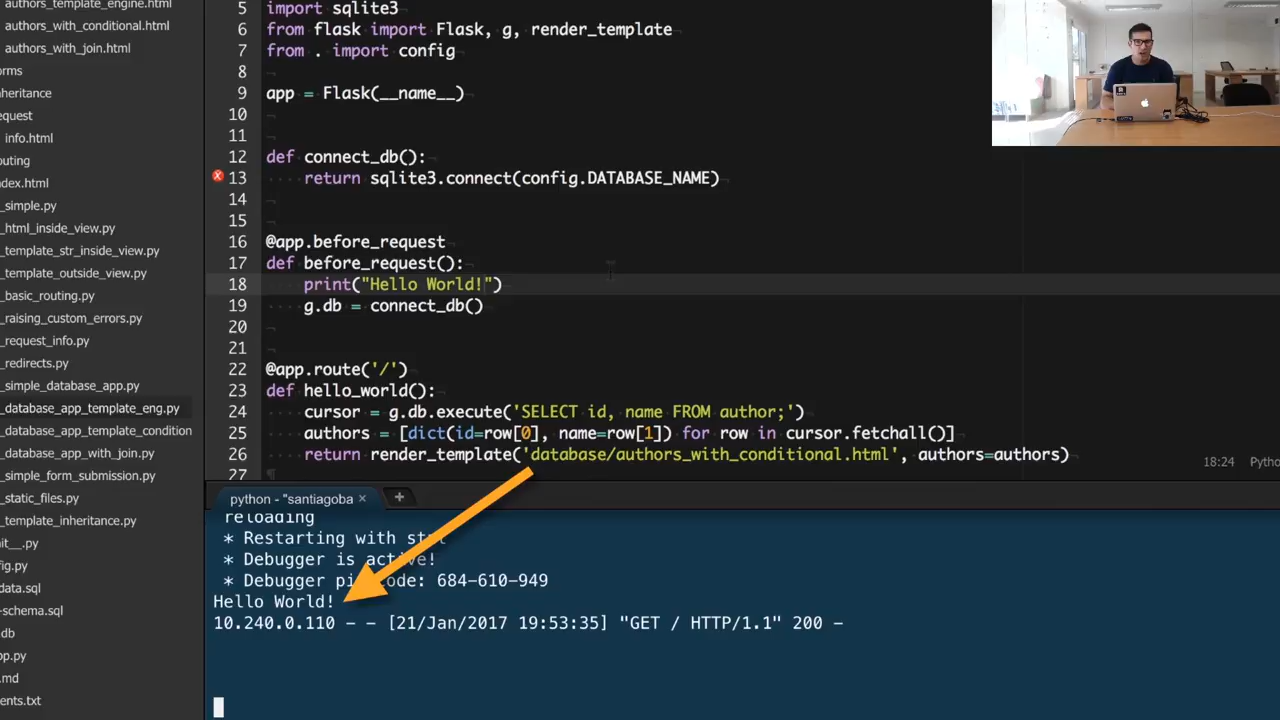 authors_template_engine.html
authors_with_conditional.html
authors_with_join.html
orms
heritance
equest
info.html
outing
ndex.html
_simple.py
_html_inside_view.py
_template_str_inside_view.py
_template_outside_view.py
_basic_routing.py
_raising_custom_errors.py
_request_info.py
_redirects.py
_simple_database_app.py
_database_app_template_eng.py
_database_app_template_condition
_database_app_with_join.py
_simple_form_submission.py
_static_files.py
_template_inheritance.py
it__.py
fig.py
data.sql
-schema.sql
.db
pp.py
.md
ents.txt
5 import sqlite3
6 from flask import Flask, g, render_template
7 from . import config
8
9 app = Flask(__name__)
10
11
12 def connect_db():
13 return sqlite3.connect(config.DATABASE_NAME)
14
15
16 @app.before_request
17 def before_request():
18 print("Hello World!")
19 g.db = connect_db()
20
21
22 @app.route('/')
23 def hello_world():
24 cursor = g.db.execute('SELECT id, name FROM author;')
25 authors = [dict(id=row[0], name=row[1]) for row in cursor.fetchall()]
26 return render_template('database/authors_with_conditional.html', authors=authors)
27
18:24 Pytho
python - "santiagoba × +
reloading
* Restarting with stat
* Debugger is active!
* Debugger pin code: 684-610-949
Hello World!
10.240.0.110 - - [21/Jan/2017 19:53:35] "GET / HTTP/1.1" 200 -